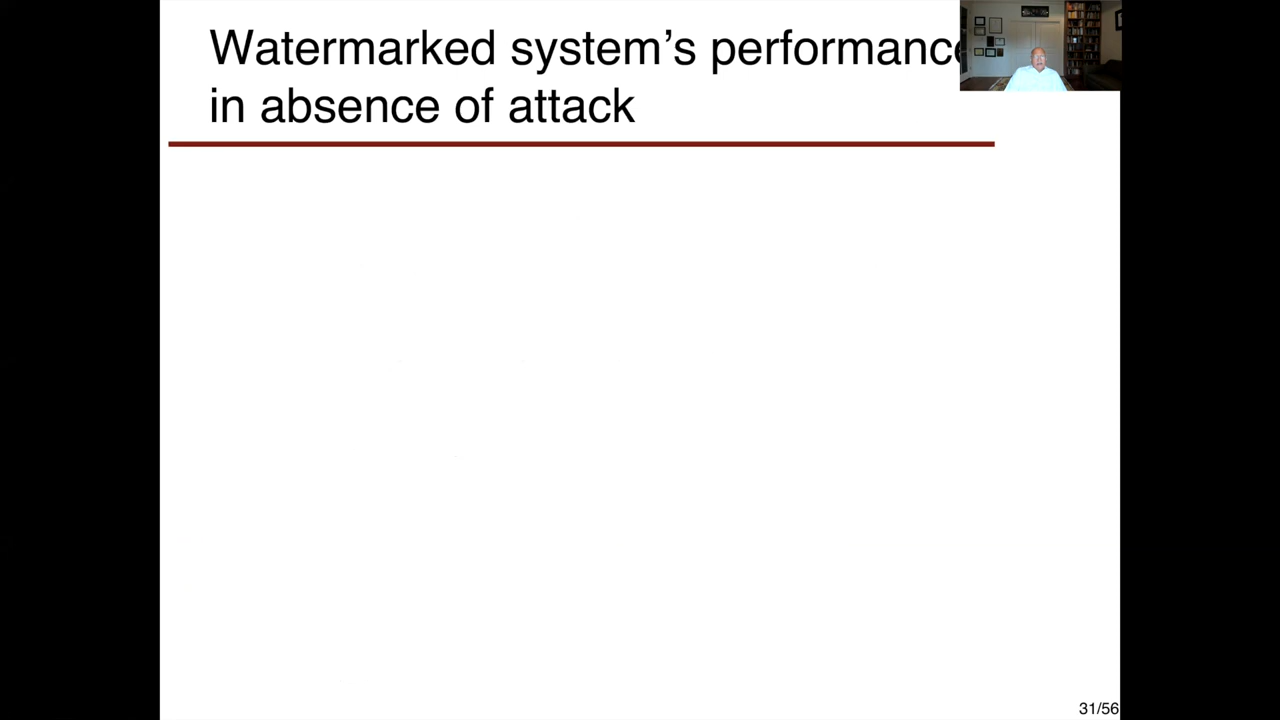 Watermarked system's performance
in absence of attack
31/56